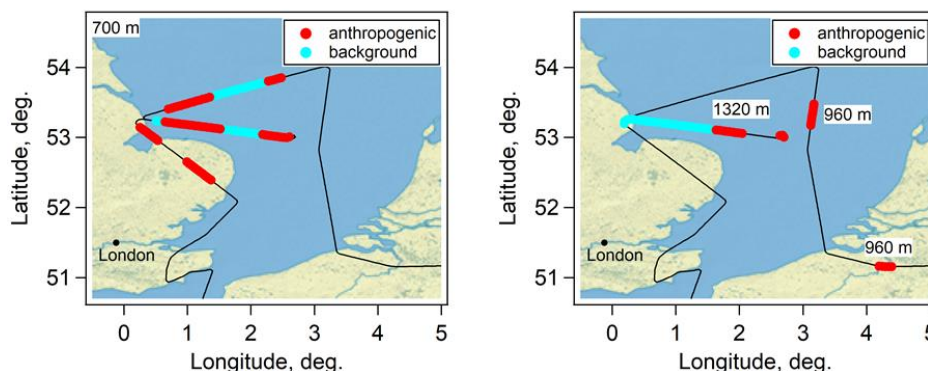 700 m
anthropogenic
background
54
53
52
51
Latitude, deg.
London
0 1 2 3 4 5
Longitude, deg.
anthropogenic
background
54
53
52
51
Latitude, deg.
1320 m
960 m
960 m
London
0 1 2 3 4 5
Longitude, deg.